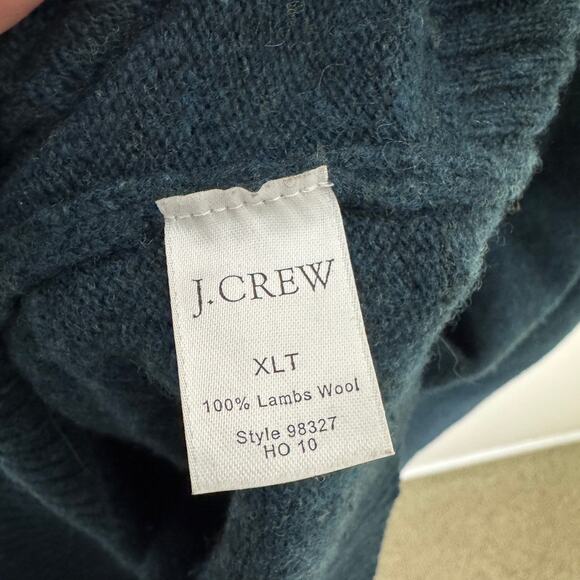 J.CREW
XLT
100% Lambs Wool
Style 98327
HO 10